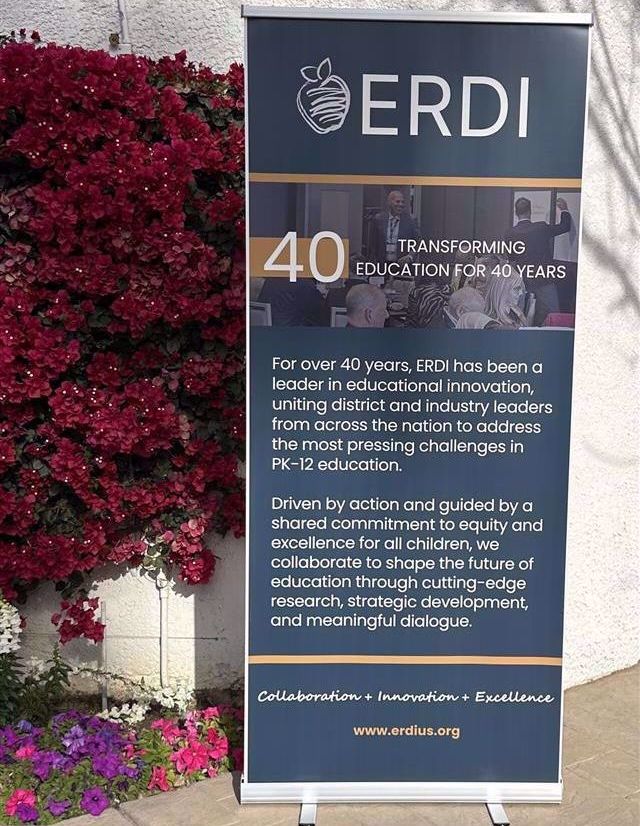 ERDI
40
TRANSFORMING
EDUCATION FOR 40 YEARS
For over 40 years, ERDI has been a
leader in educational innovation,
uniting district and industry leaders
from across the nation to address
the most pressing challenges in
PK-12 education.
Driven by action and guided by a
shared commitment to equity and
excellence for all children, we
collaborate to shape the future of
education through cutting-edge
research, strategic development,
and meaningful dialogue.
Collaboration + Innovation + Excellence
www.erdius.org